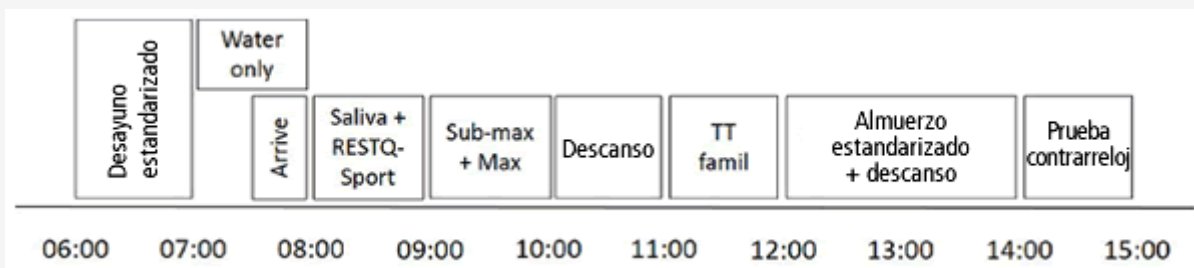 Desayuno
estandarizado
Water
only
Arrive
Saliva +
RESTQ-
Sport
Sub-max
+ Max
Descanso
TT
famil
Almuerzo
estandarizado
+ descanso
Prueba
contrarreloj
06:00 07:00 08:00 09:00 10:00 11:00 12:00 13:00 14:00 15:00